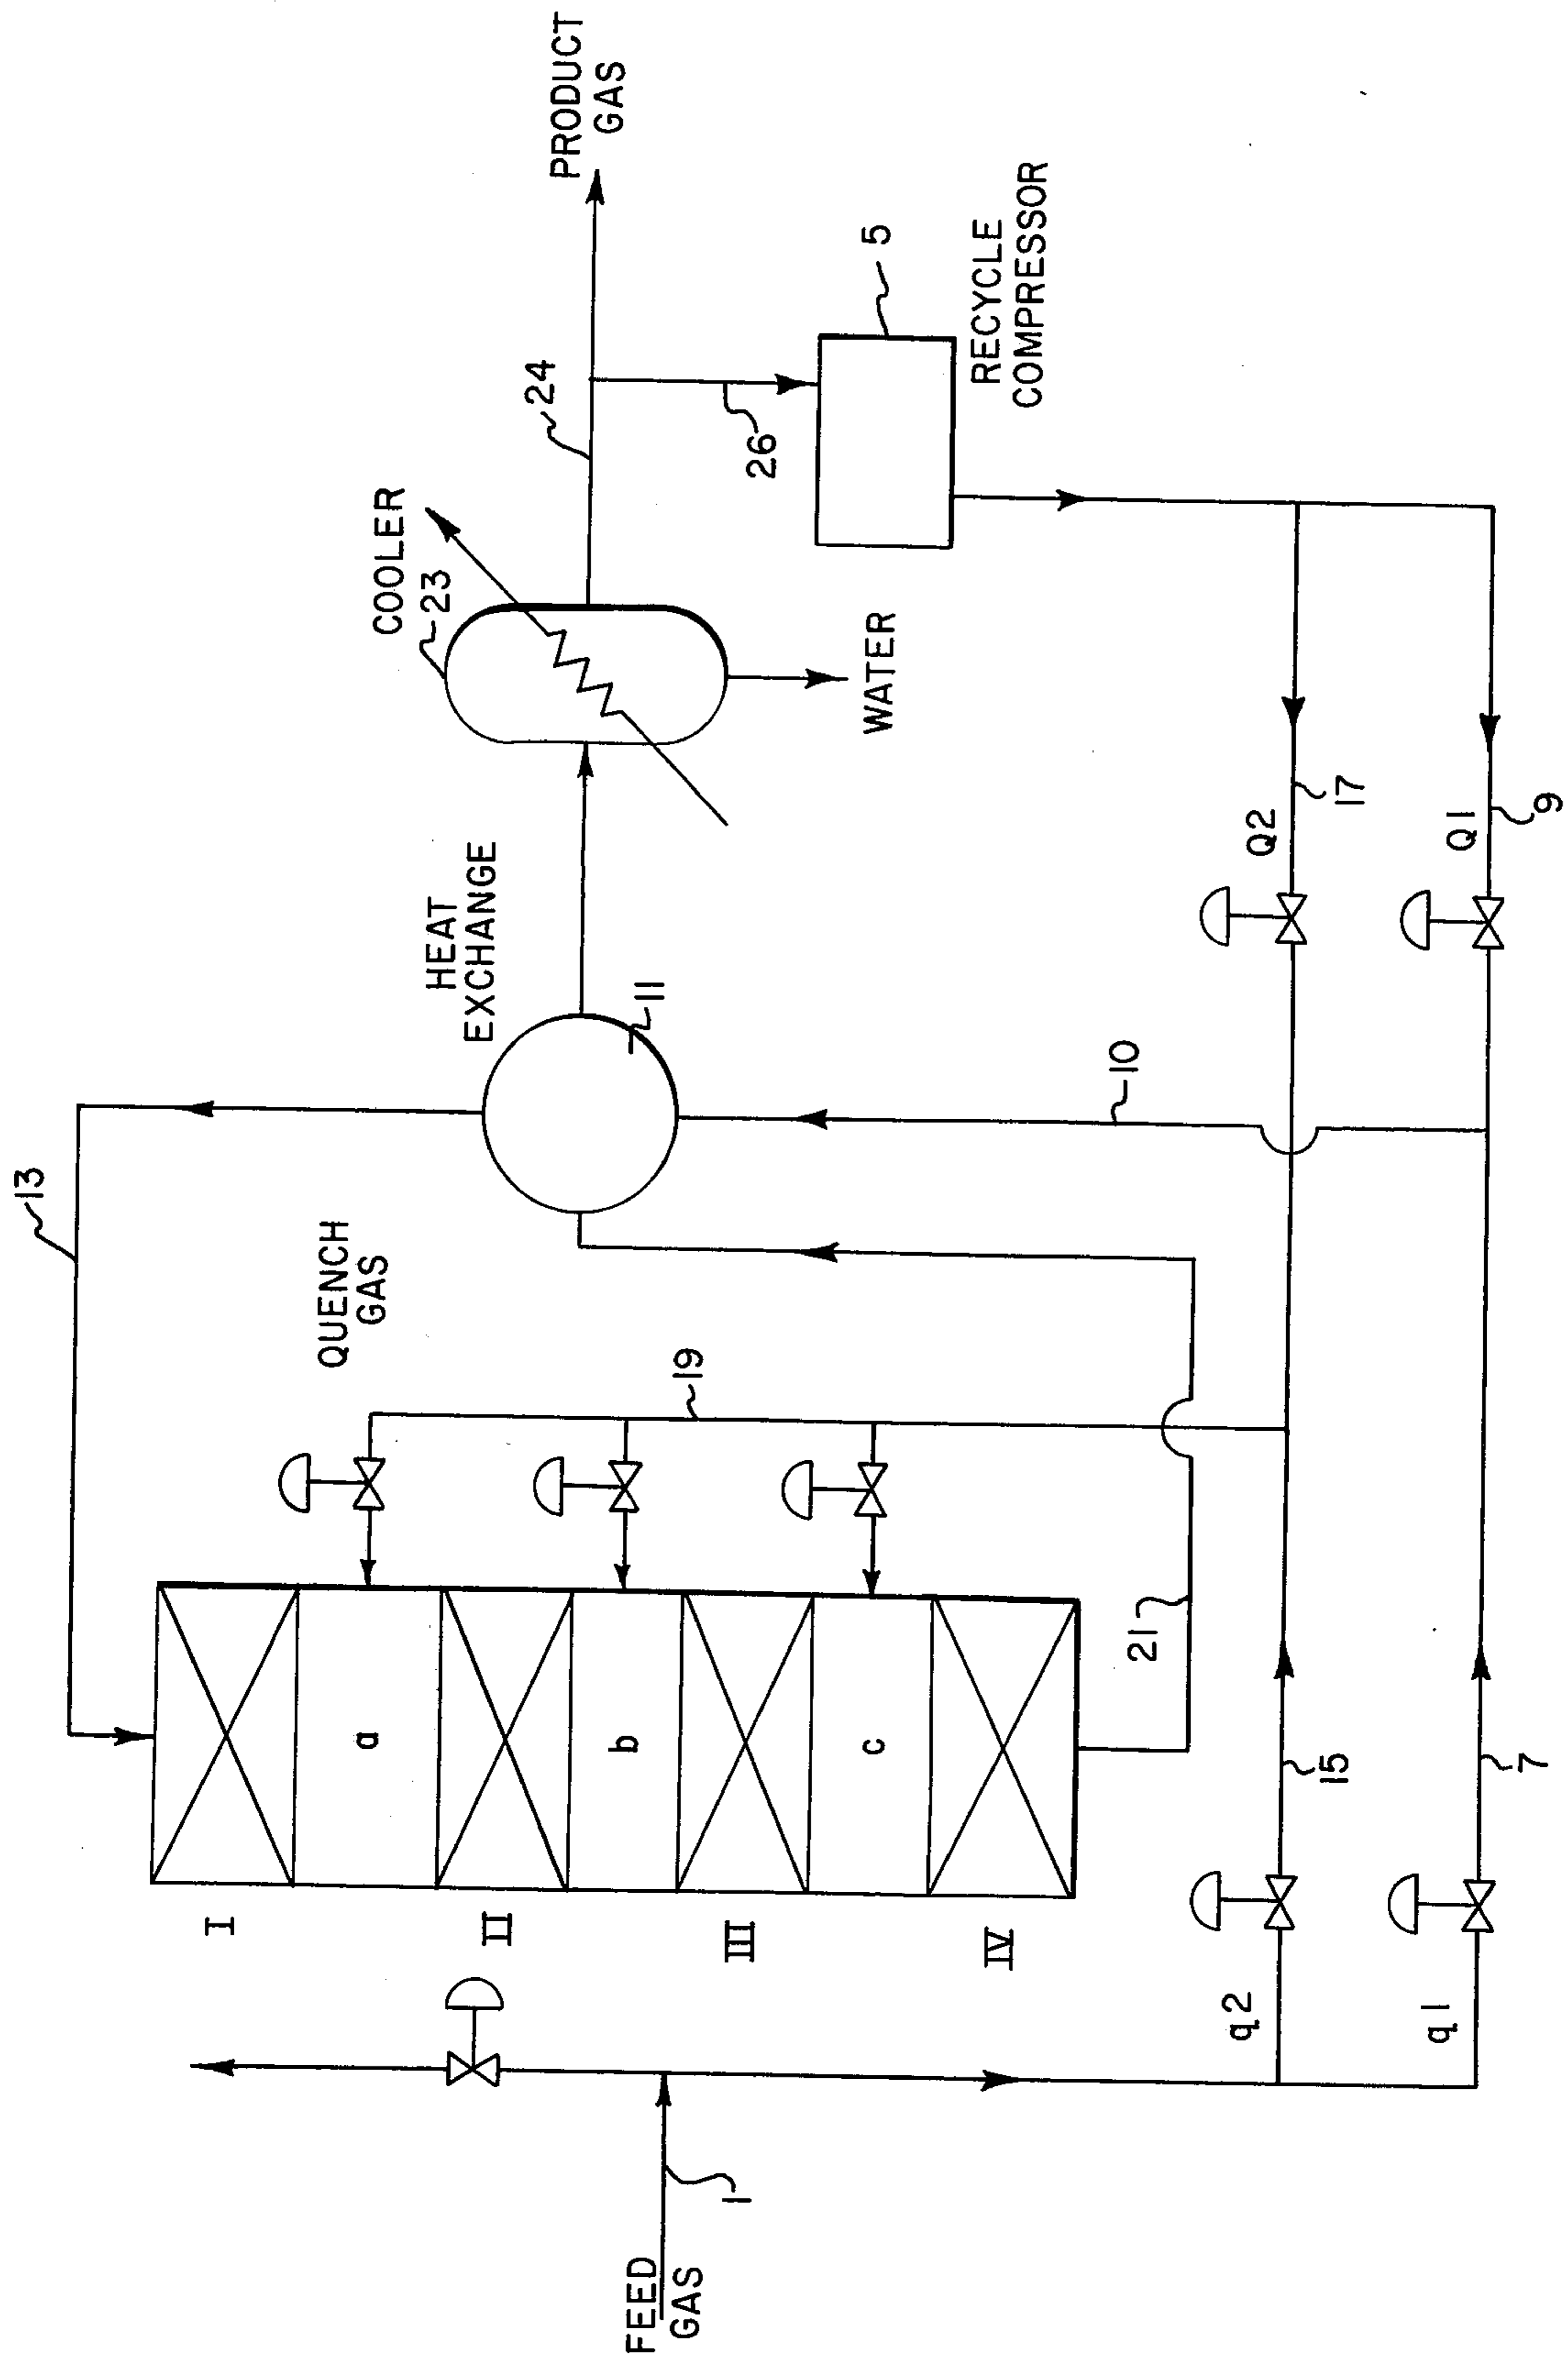 FEED
GAS
1
I
II
III
IV
a
b
c
q2
q1
15
7
21
19
QUENCH
GAS
13
10
11
HEAT
EXCHANGE
Q2
17
Q1
9
COOLER
23
WATER
24
26
5
RECYCLE
COMPRESSOR
PRODUCT
GAS